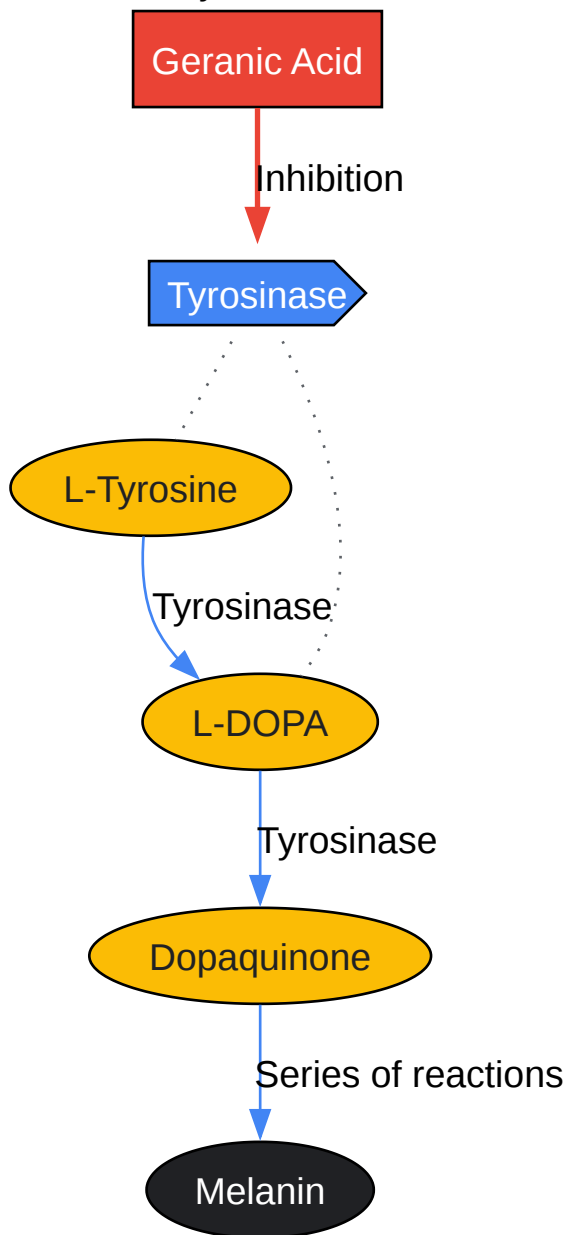 Geranic Acid
Inhibition
Tyrosinase
L-Tyrosine
Tyrosinase
L-DOPA
Tyrosinase
Dopaquinone
Series of reactions
Melanin